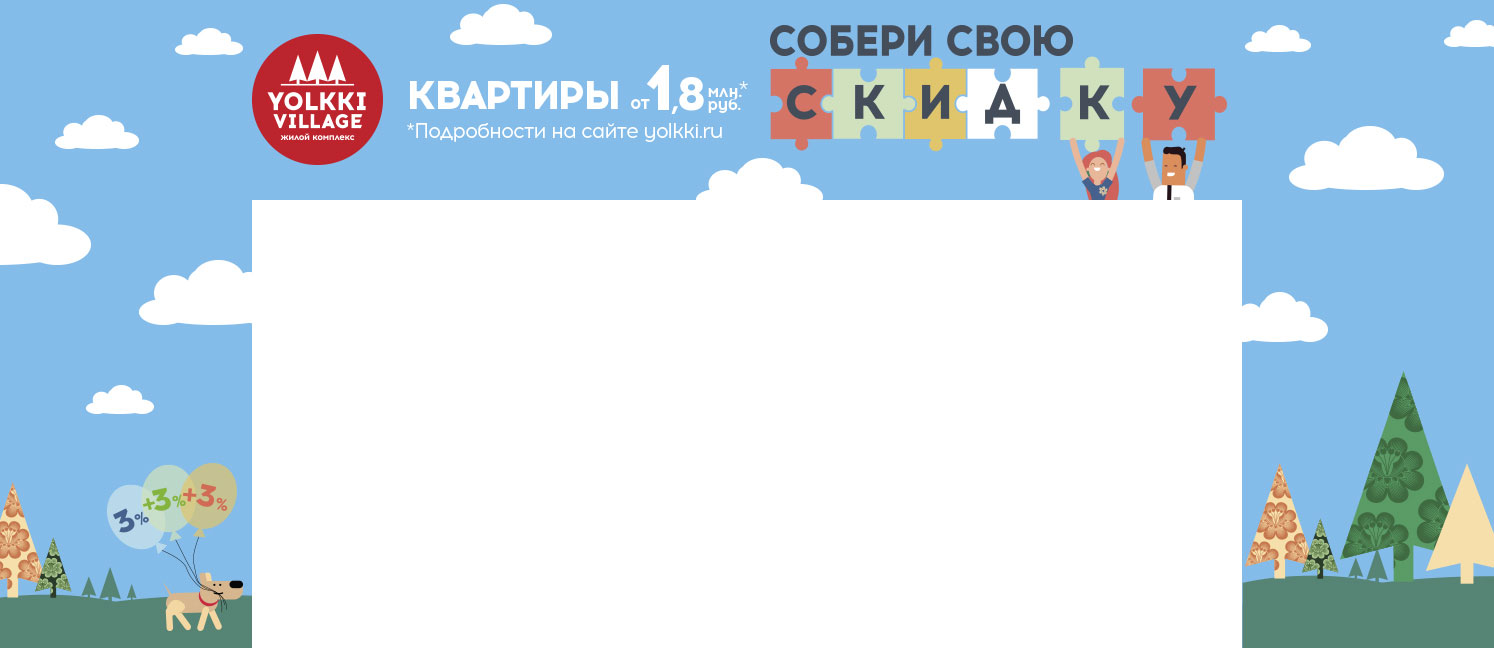 YOLKKI
VILLAGE
ЖИЛОЙ КОМПЛЕКС
КВАРТИРЫ от 1,8 млн.* руб.
*Подробности на сайте yolkki.ru
СОБЕРИ СВОЮ
СКИДКУ
3% +3% +3%